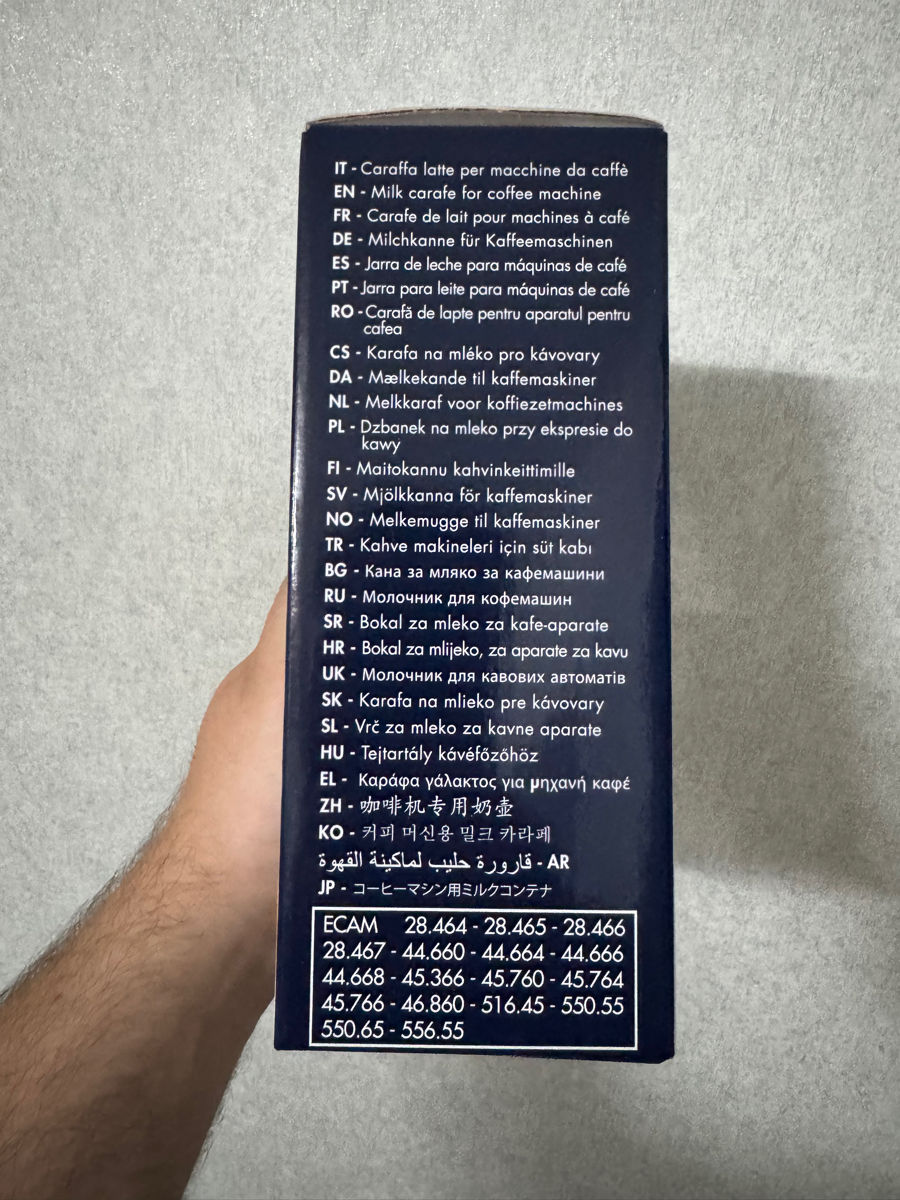 IT - Caraffa latte per macchine da caffè
EN - Milk carafe for coffee machine
FR - Carafe de lait pour machines à café
DE - Milchkanne für Kaffeemaschinen
ES - Jarra de leche para máquinas de café
PT - Jarra para leite para máquinas de café
RO - Carafă de lapte pentru aparatul pentru
cafea
CS - Karafa na mléko pro kávovary
DA - Mælkekande til kaffemaskiner
NL - Melkkaraf voor koffiezetmachines
PL - Dzbanek na mleko przy ekspresie do
kawy
FI - Maitokannu kahvinkeittimille
SV - Mjölkkanna för kaffemaskiner
NO - Melkemugge til kaffemaskiner
TR - Kahve makineleri için süt kabı
BG - Кана за мляко за кафемашини
RU - Молочник для кофемашин
SR - Bokal za mleko za kafe-aparate
HR - Bokal za mlijeko, za aparate za kavu
UK - Молочник для кавових автоматів
SK - Karafa na mlieko pre kávovary
SL - Vrč za mleko za kavne aparate
HU - Tejtartály kávéfőzőhöz
EL - Καράφα γάλακτος για μηχανή καφέ
ZH - 咖啡机专用奶壶
KO - 커피 머신용 밀크 카라페
AR - قارورة حليب لماكينة القهوة
JP - コーヒーマシン用ミルクコンテナ
ECAM 28.464 - 28.465 - 28.466
28.467 - 44.660 - 44.664 - 44.666
44.668 - 45.366 - 45.760 - 45.764
45.766 - 46.860 - 516.45 - 550.55
550.65 - 556.55